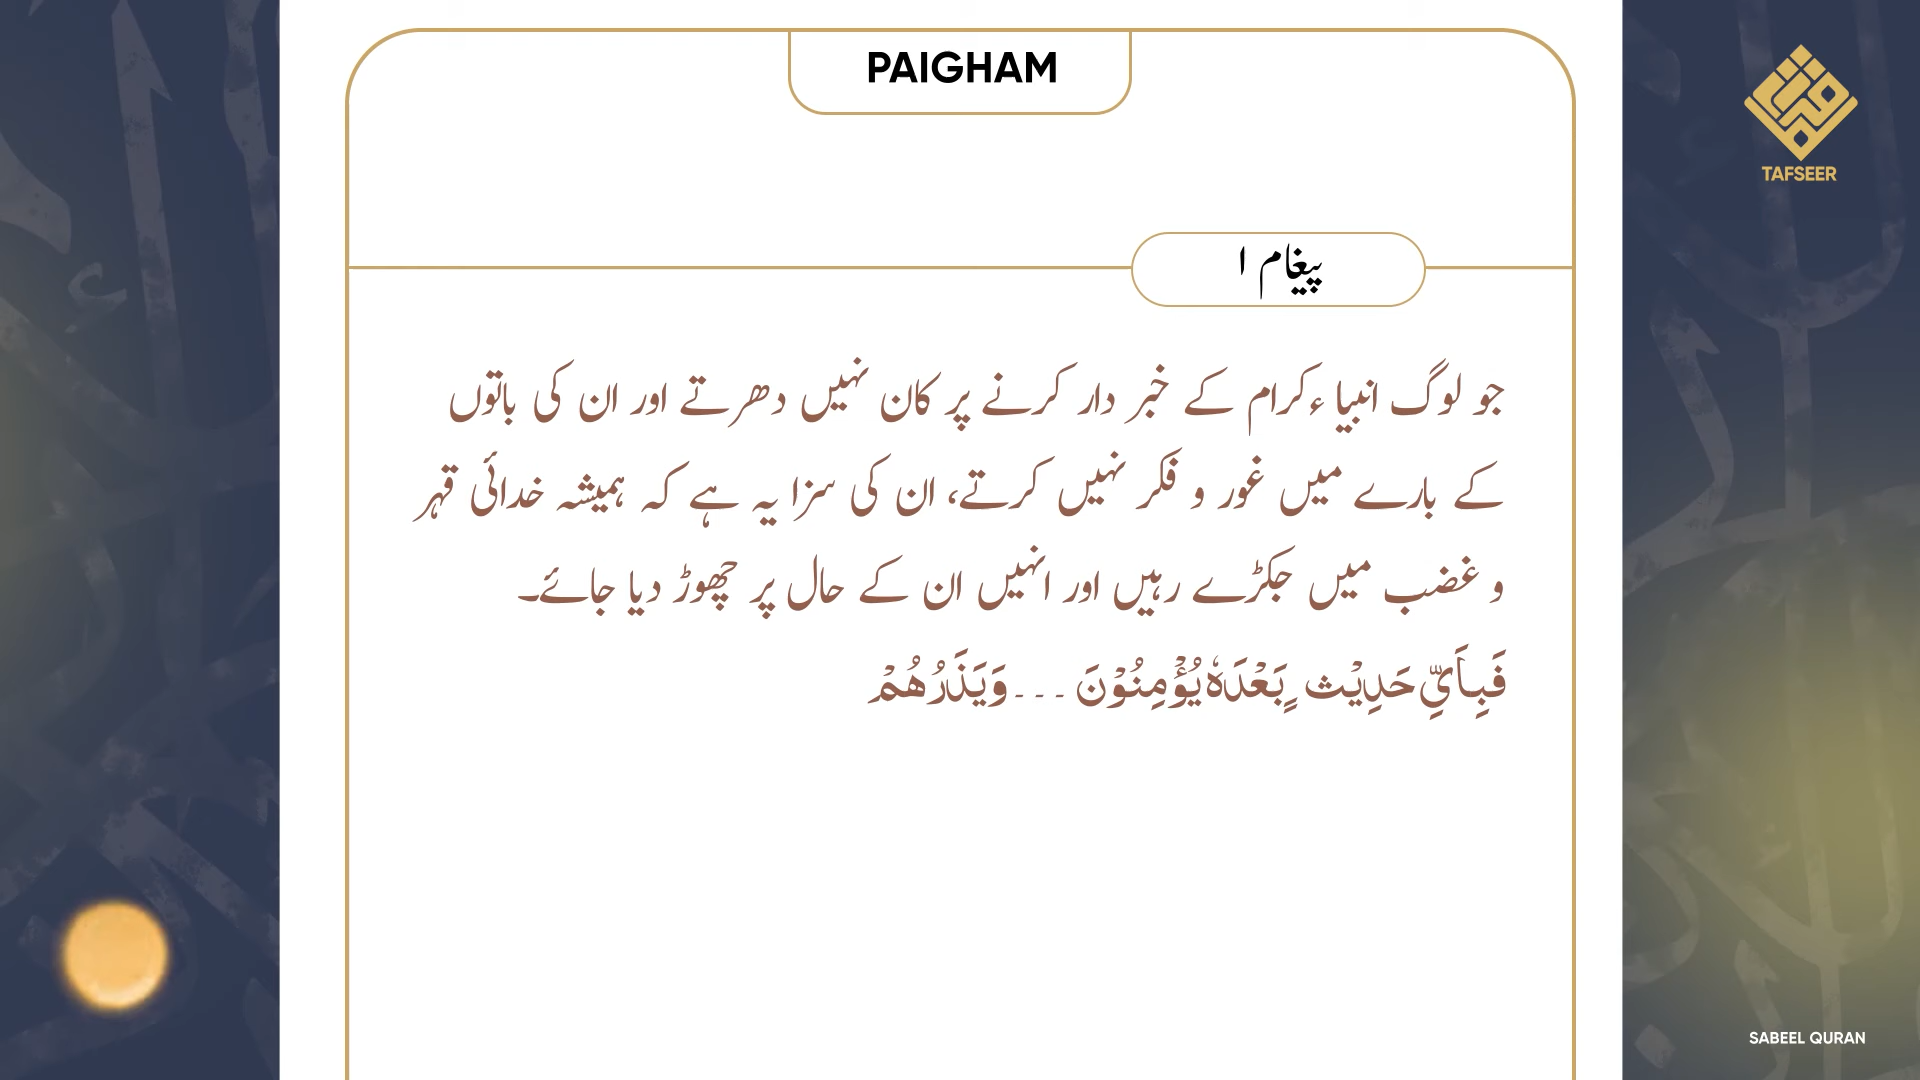 PAIGHAM
TAFSEER
پیغام ۱
جو لوگ انبیاء کرام کے خبر دار کرنے پر کان نہیں دھرتے اور ان کی باتوں
کے بارے میں غور و فکر نہیں کرتے، ان کی سزا یہ ہے کہ ہمیشہ خدائی قہر
و غضب میں جکڑے رہیں اور انہیں ان کے حال پر چھوڑ دیا جائے۔
فَبِاَیِّ حَدِیْثٍۭ بَعْدَہٗ یُؤْمِنُوْنَ ۔۔۔ وَیَذَرُھُمْ
SABEEL QURAN